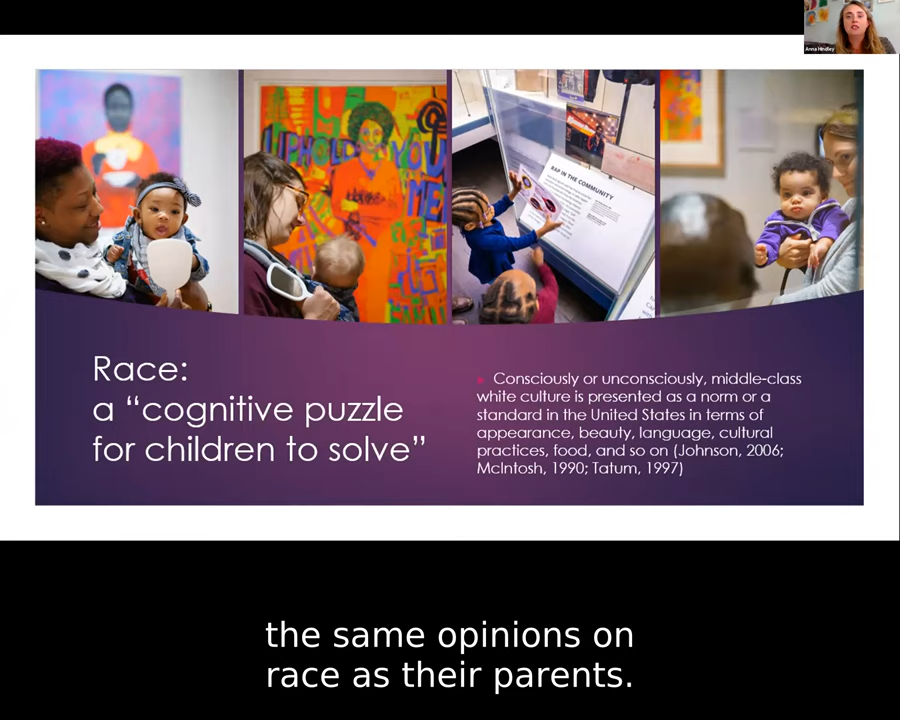 Anna Hindley
UPHOLD YOUR
MEN
RAP IN THE COMMUNITY
Race:
a “cognitive puzzle
for children to solve”
Consciously or unconsciously, middle-class
white culture is presented as a norm or a
standard in the United States in terms of
appearance, beauty, language, cultural
practices, food, and so on (Johnson, 2006;
McIntosh, 1990; Tatum, 1997)
the same opinions on
race as their parents.